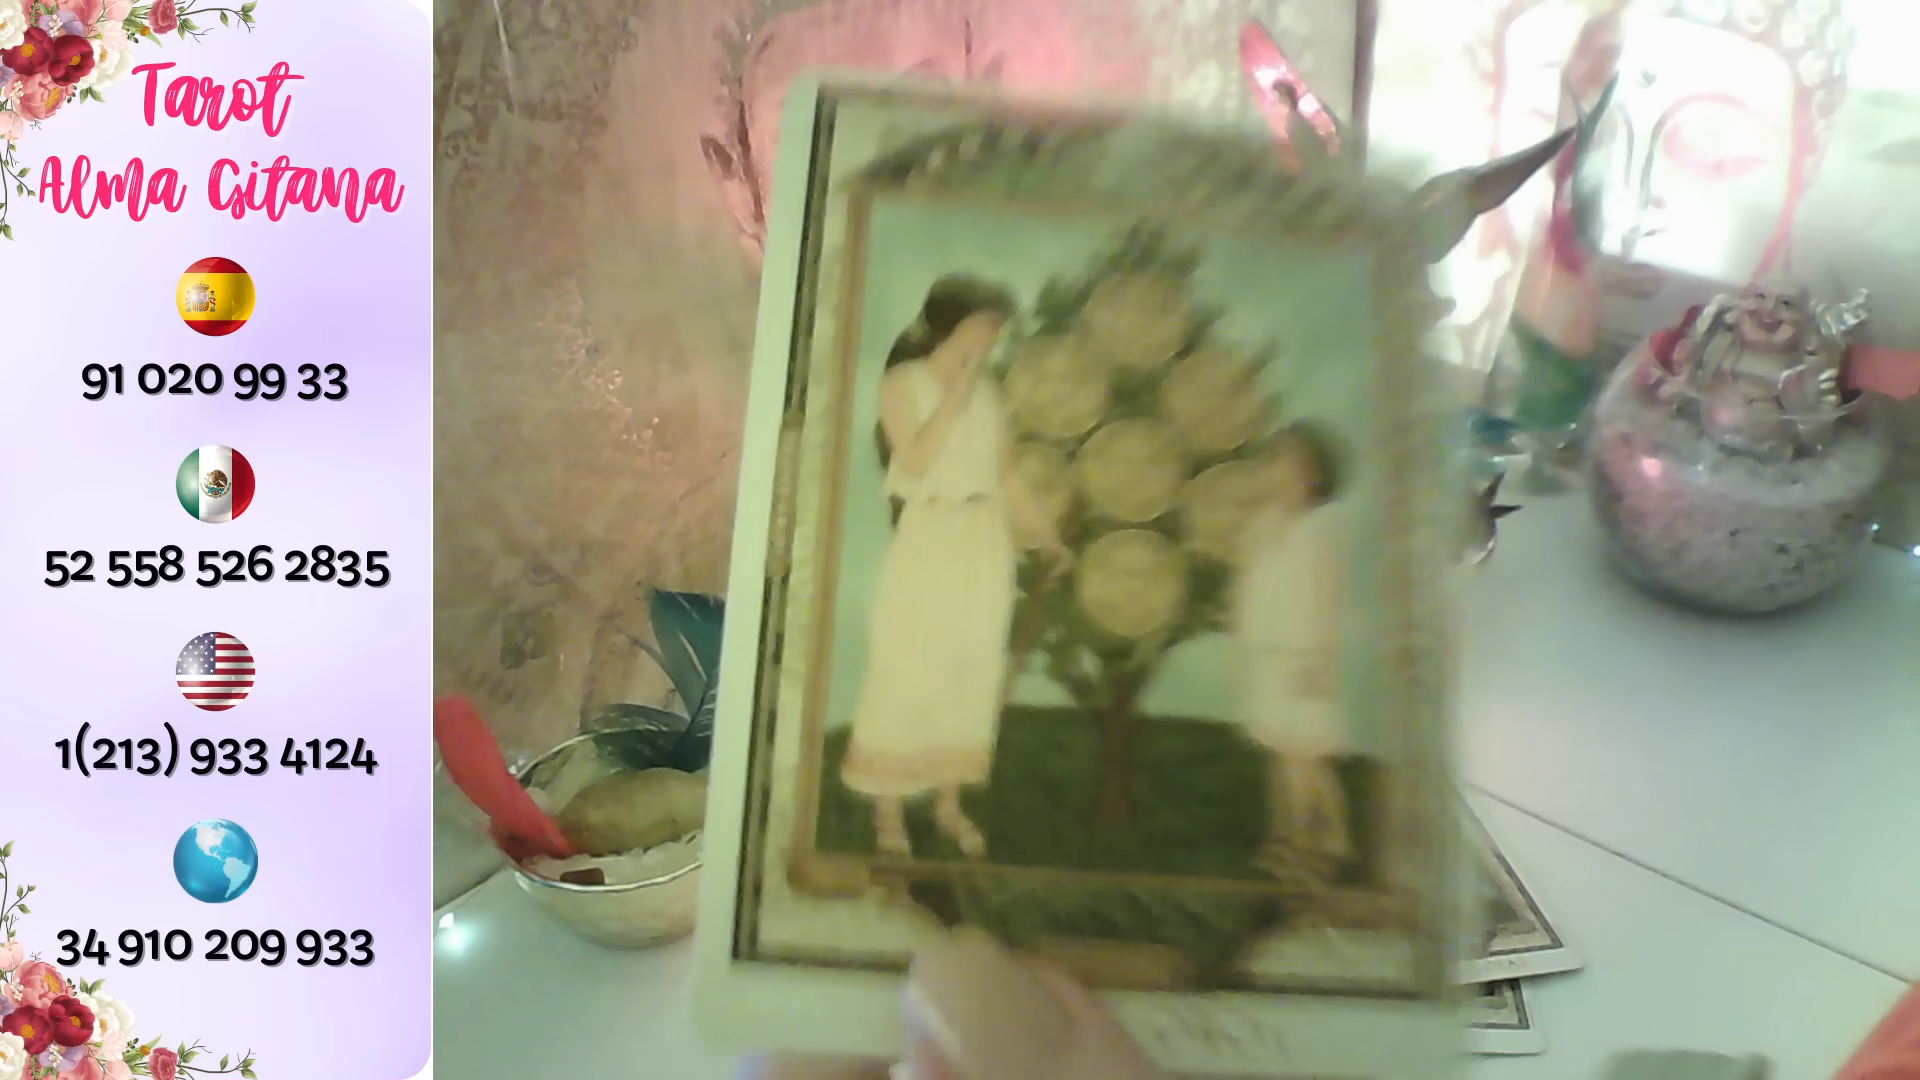 Tarot
Alma Gitana
91 020 99 33
52 558 526 2835
1(213) 933 4124
34 910 209 933